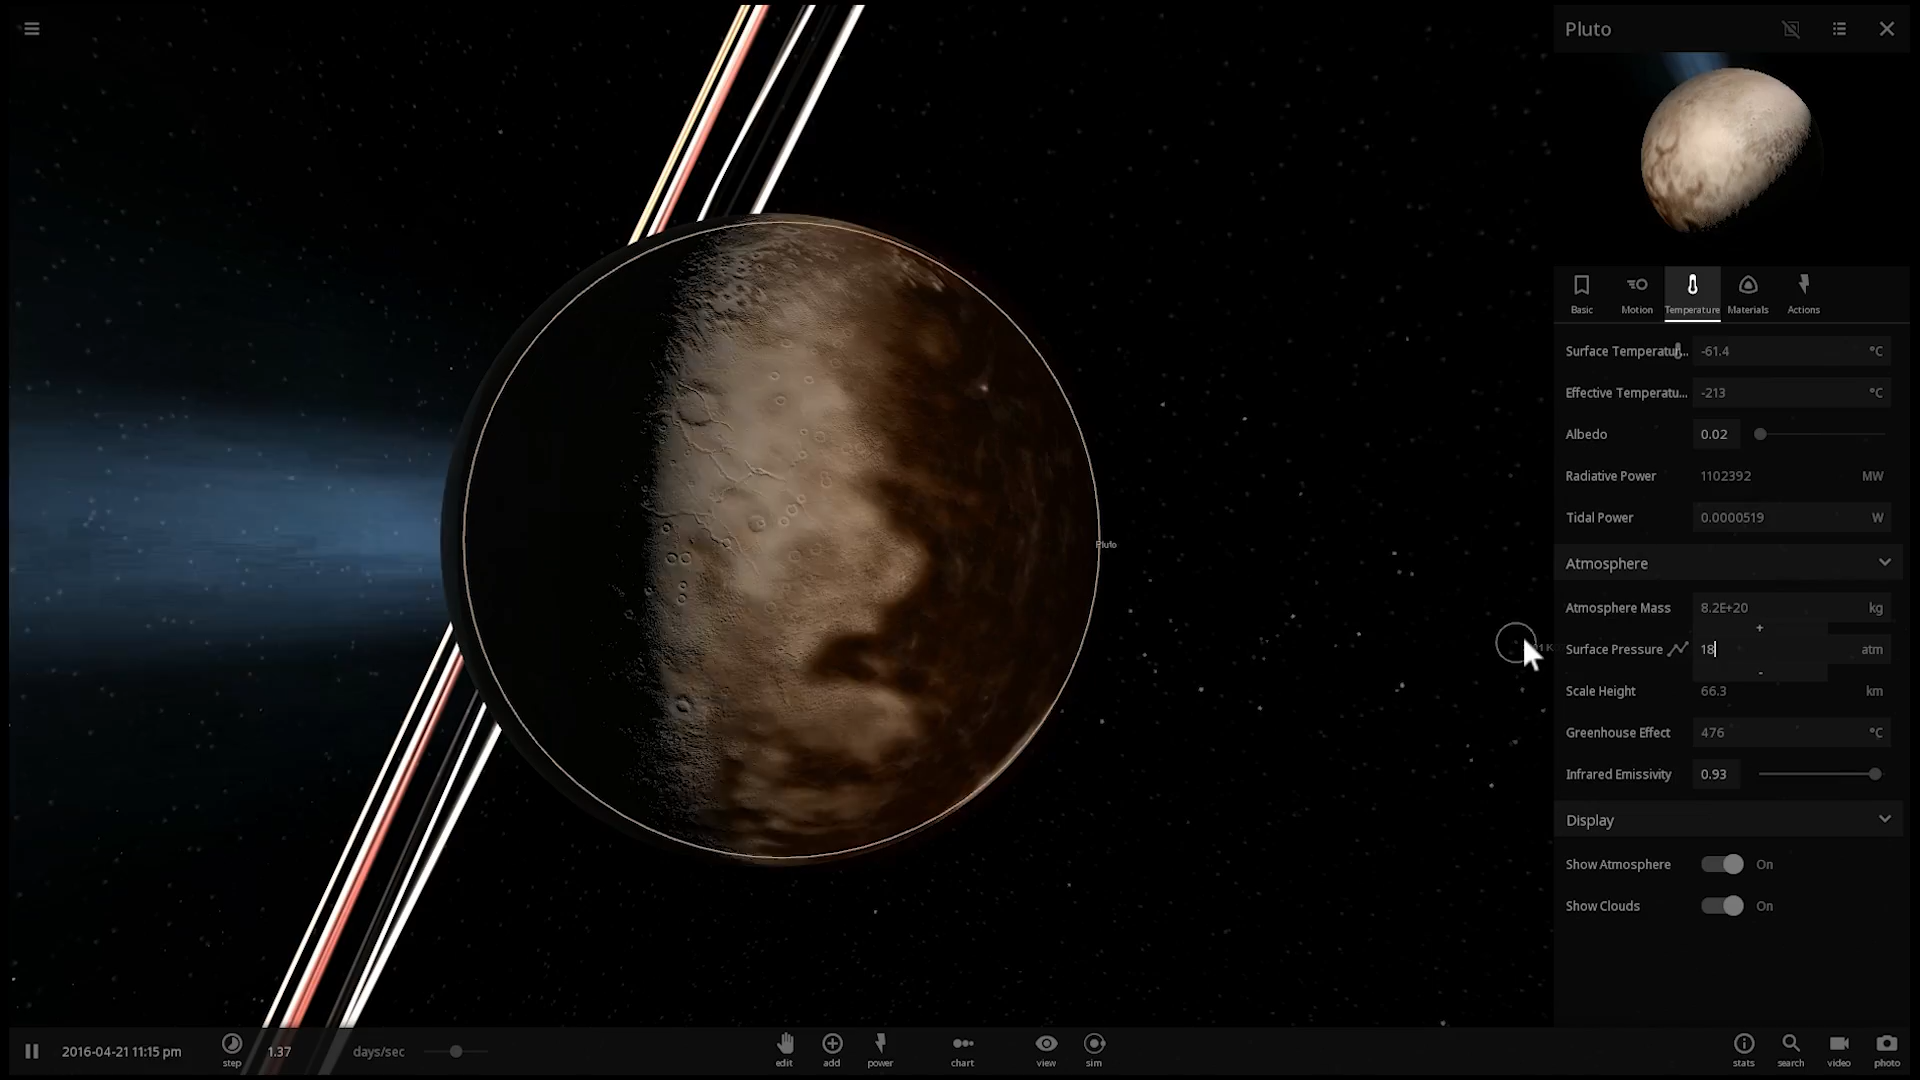 Pluto
Basic
Motion
Temperature
Materials
Actions
Surface Temperatur... -61.4 °C
Effective Temperatu... -213 °C
Albedo 0.02
Radiative Power 1102392 MW
Tidal Power 0.0000519 W
Atmosphere
Atmosphere Mass 8.2E+20 kg
+
Surface Pressure 18 atm
-
Scale Height 66.3 km
Greenhouse Effect 476 °C
Infrared Emissivity 0.93
Display
Show Atmosphere On
Show Clouds On
Pluto
2016-04-21 11:15 pm
step
1.37 days/sec
edit
add
power
chart
view
sim
stats
search
video
photo